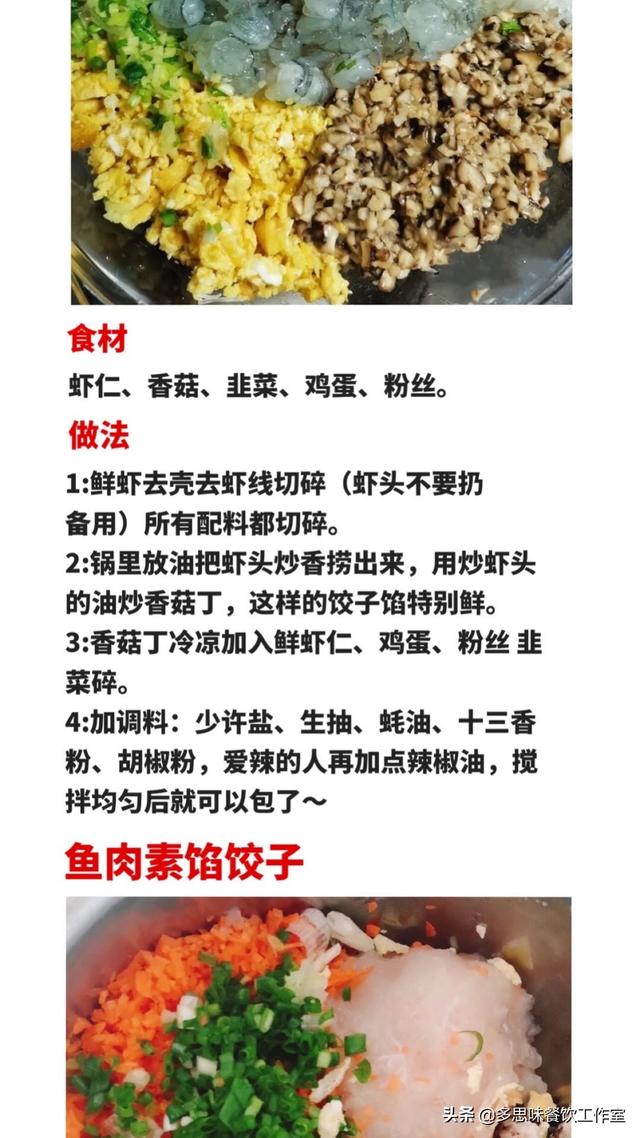 食材
虾仁、香菇、韭菜、鸡蛋、粉丝。
做法
1:鲜虾去壳去虾线切碎（虾头不要扔
备用）所有配料都切碎。
2:锅里放油把虾头炒香捞出来，用炒虾头
的油炒香菇丁，这样的饺子馅特别鲜。
3:香菇丁冷凉加入鲜虾仁、鸡蛋、粉丝 韭
菜碎。
4:加调料：少许盐、生抽、蚝油、十三香
粉、胡椒粉，爱辣的人再加点辣椒油，搅
拌均匀后就可以包了～
鱼肉素馅饺子
头条 @多思味餐饮工作室